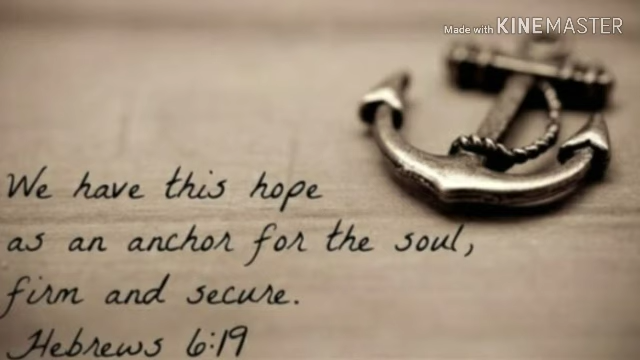 Made with KINEMASTER
We have this hope
as an anchor for the soul,
firm and secure.
Hebrews 6:19